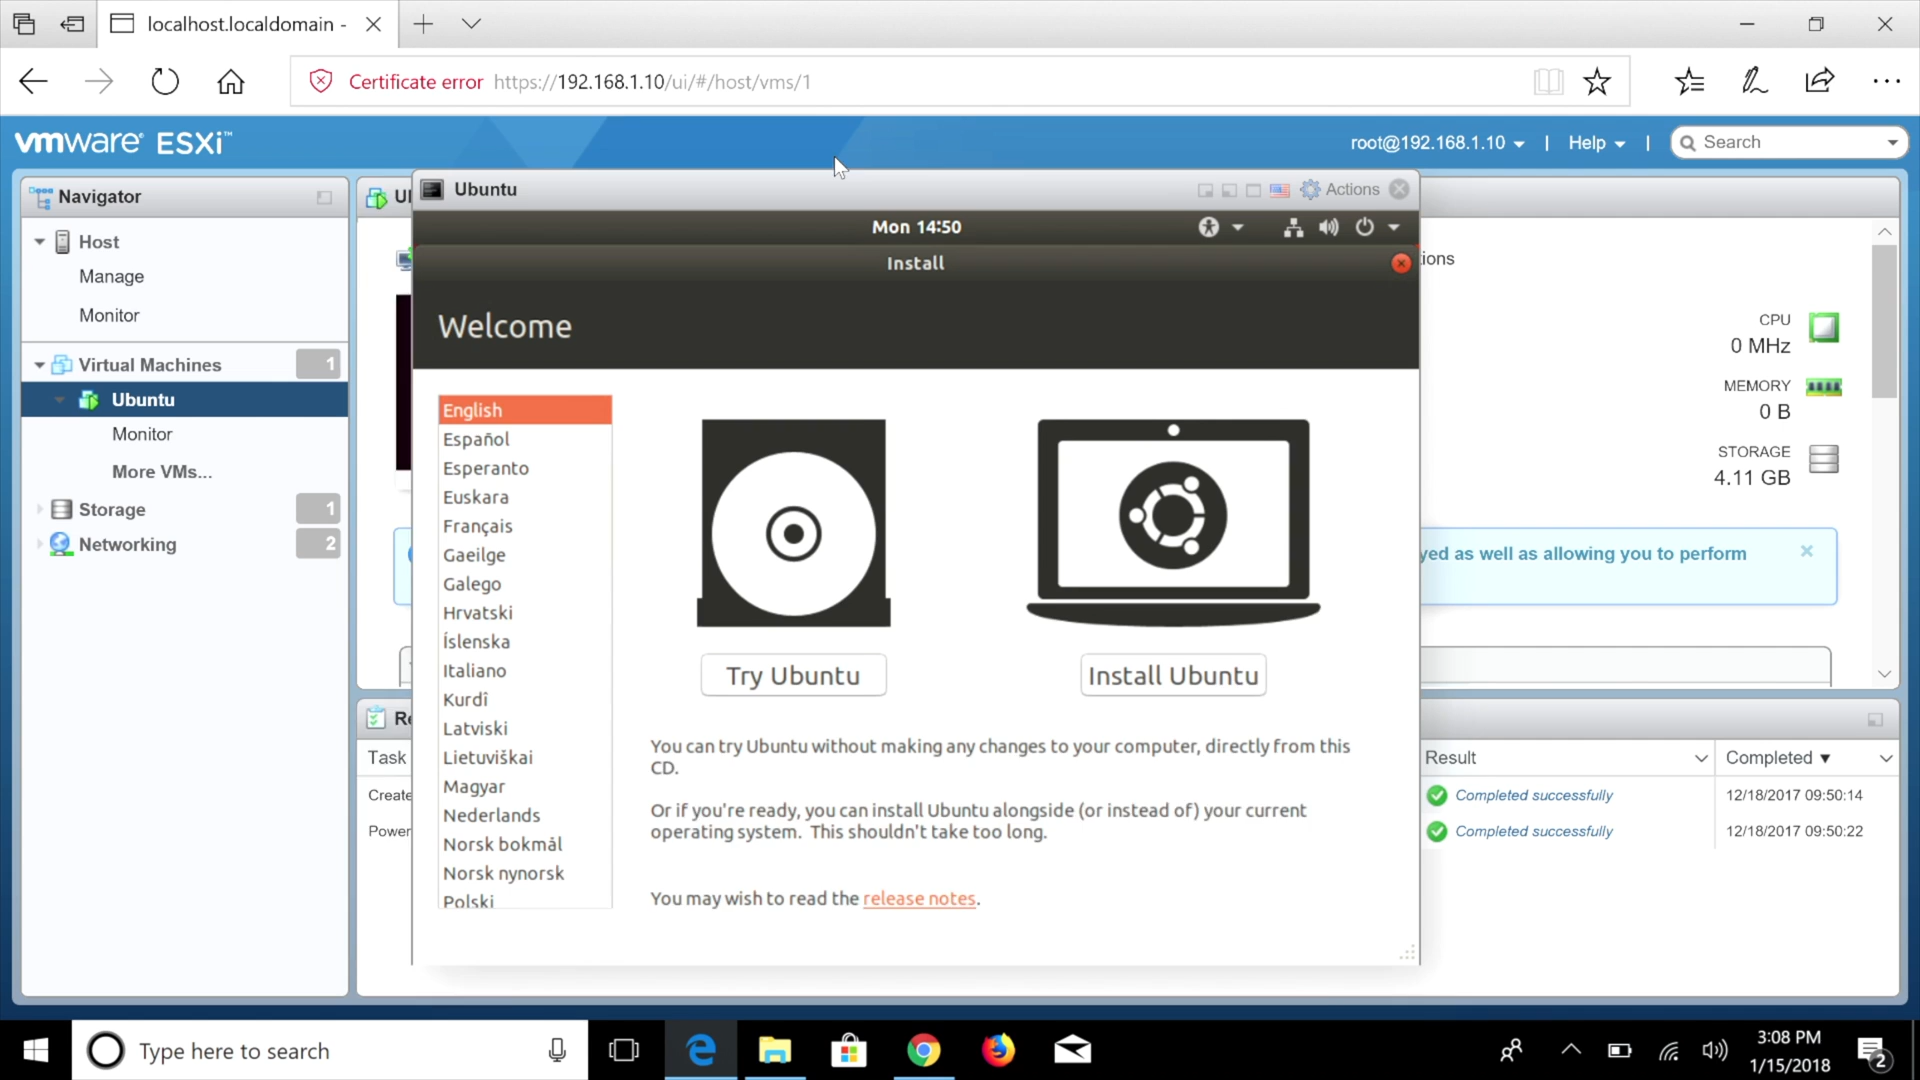 localhost.localdomain -
Certificate error https://192.168.1.10/ui/#/host/vms/1
vmware ESXi™
root@192.168.1.10 | Help | Search
Navigator
Host
Manage
Monitor
Virtual Machines 1
Ubuntu
Monitor
More VMs...
Storage 1
Networking 2
Ubuntu
Actions
Mon 14:50
Install
Welcome
English
Español
Esperanto
Euskara
Français
Gaeilge
Galego
Hrvatski
Íslenska
Italiano
Kurdî
Latviski
Lietuviškai
Magyar
Nederlands
Norsk bokmål
Norsk nynorsk
Polski
Try Ubuntu
Install Ubuntu
You can try Ubuntu without making any changes to your computer, directly from this
CD.
Or if you're ready, you can install Ubuntu alongside (or instead of) your current
operating system. This shouldn't take too long.
You may wish to read the release notes.
CPU
0 MHz
MEMORY
0 B
STORAGE
4.11 GB
yed as well as allowing you to perform
Task
Result
Completed ▼
Create
Completed successfully
12/18/2017 09:50:14
Power
Completed successfully
12/18/2017 09:50:22
Type here to search
3:08 PM
1/15/2018
2